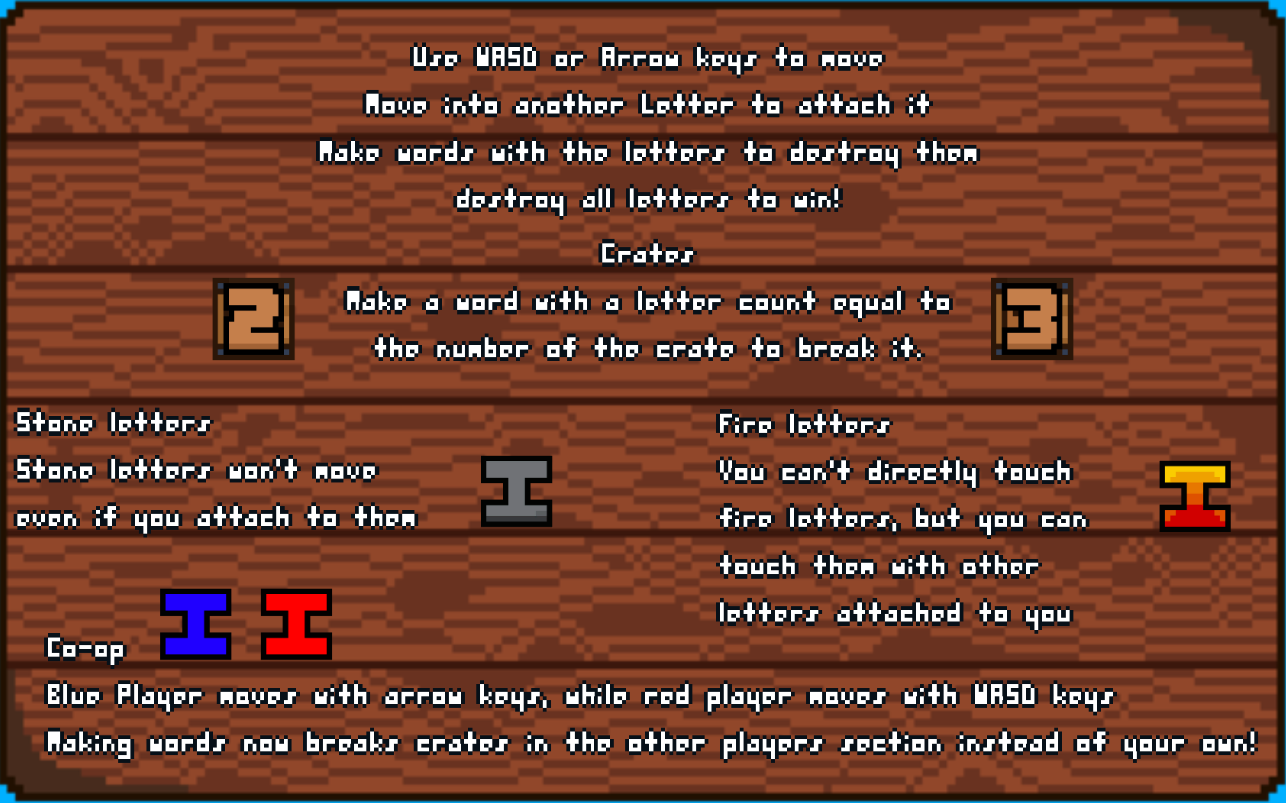 Use WASD or Arrow keys to move
Move into another Letter to attach it
Make words with the letters to destroy them
destroy all letters to win!
Crates
2
Make a word with a letter count equal to
the number of the crate to break it.
3
Stone letters
Stone letters won't move
even if you attach to them
I
Fire letters
You can't directly touch
fire letters, but you can
touch them with other
letters attached to you
I
Co-op
I I
Blue Player moves with arrow keys, while red player moves with WASD keys
Making words now breaks crates in the other players section instead of your own!